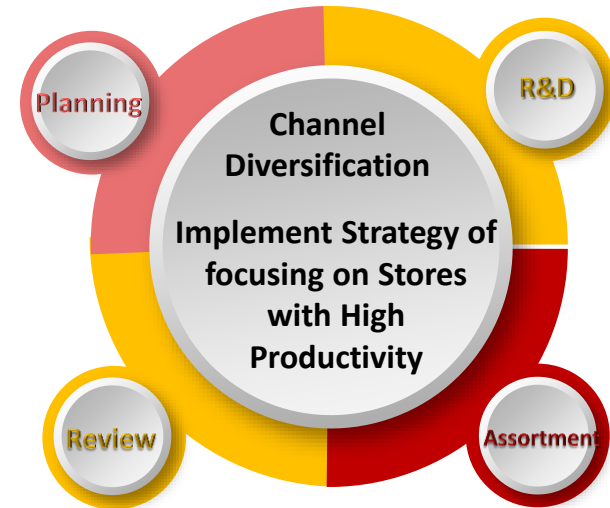 Planning
R&D
Channel
Diversification
Implement Strategy of
focusing on Stores
with High
Productivity
Review
Assortment